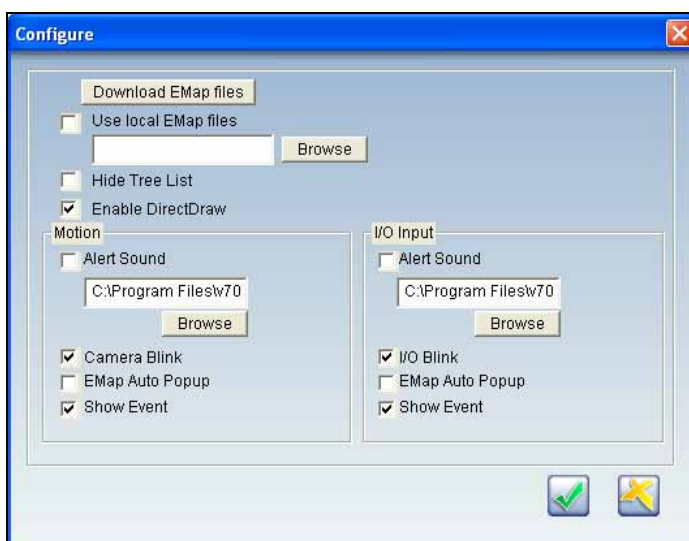 Configure
Download EMap files
Use local EMap files
Browse
Hide Tree List
Enable DirectDraw
Motion
Alert Sound
C:\Program Files\v70
Browse
Camera Blink
EMap Auto Popup
Show Event
I/O Input
Alert Sound
C:\Program Files\v70
Browse
I/O Blink
EMap Auto Popup
Show Event